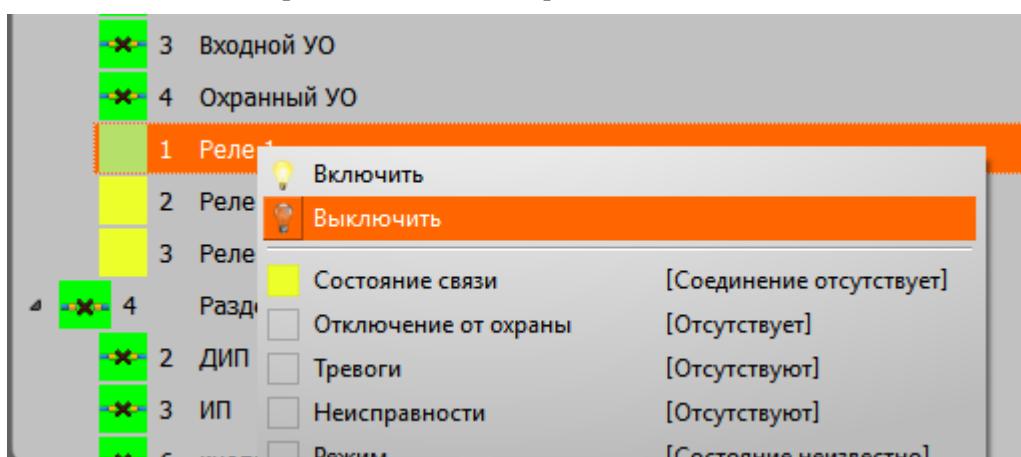 3 Входной УО
4 Охранный УО
1 Реле 1
Включить
2 Реле
Выключить
3 Реле
Состояние связи [Соединение отсутствует]
4 Разде
Отключение от охраны [Отсутствует]
2 ДИП
Тревоги [Отсутствуют]
3 ИП
Неисправности [Отсутствуют]
Режим [Состояние неизвестно]